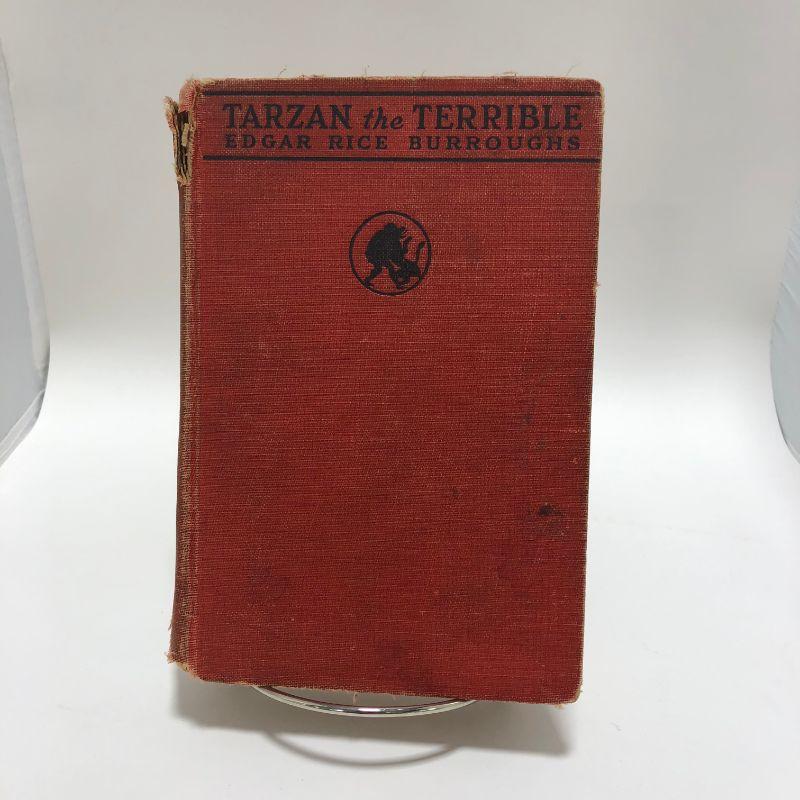 TARZAN the TERRIBLE
EDGAR RICE BURROUGHS